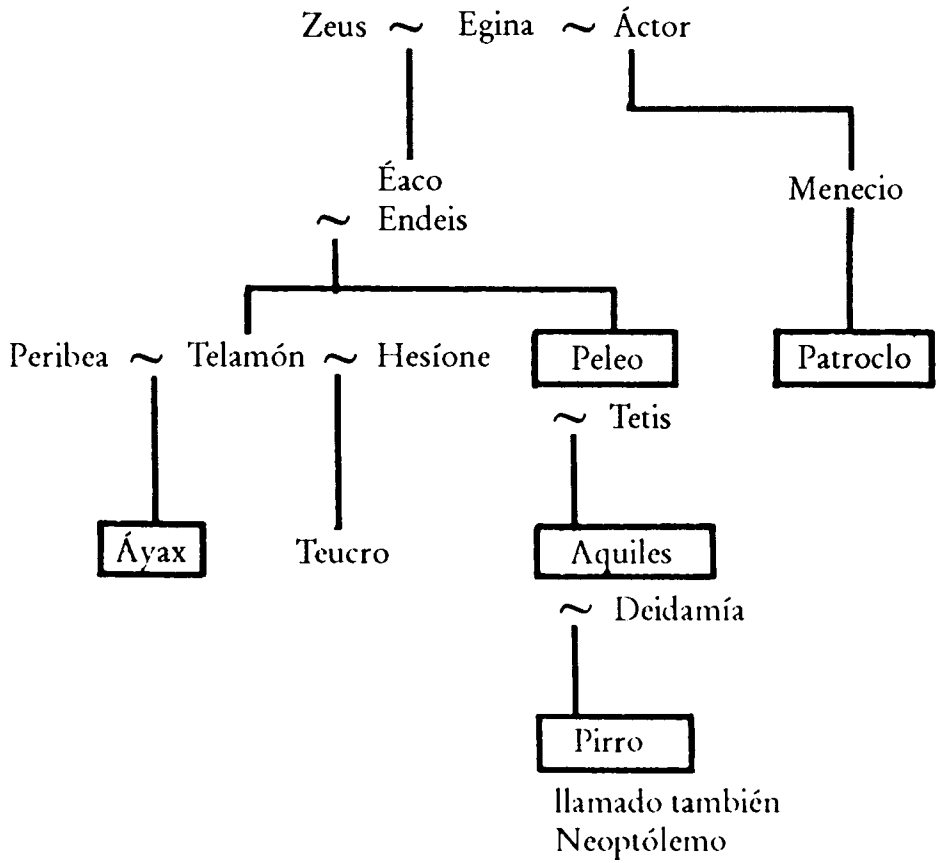 Zeus ~ Egina ~ Áctor
Éaco
Menecio
~ Endeis
Peribea ~ Telamón ~ Hesíone
Peleo
Patroclo
~ Tetis
Áyax
Teucro
Aquiles
~ Deidamía
Pirro
llamado también
Neoptólemo